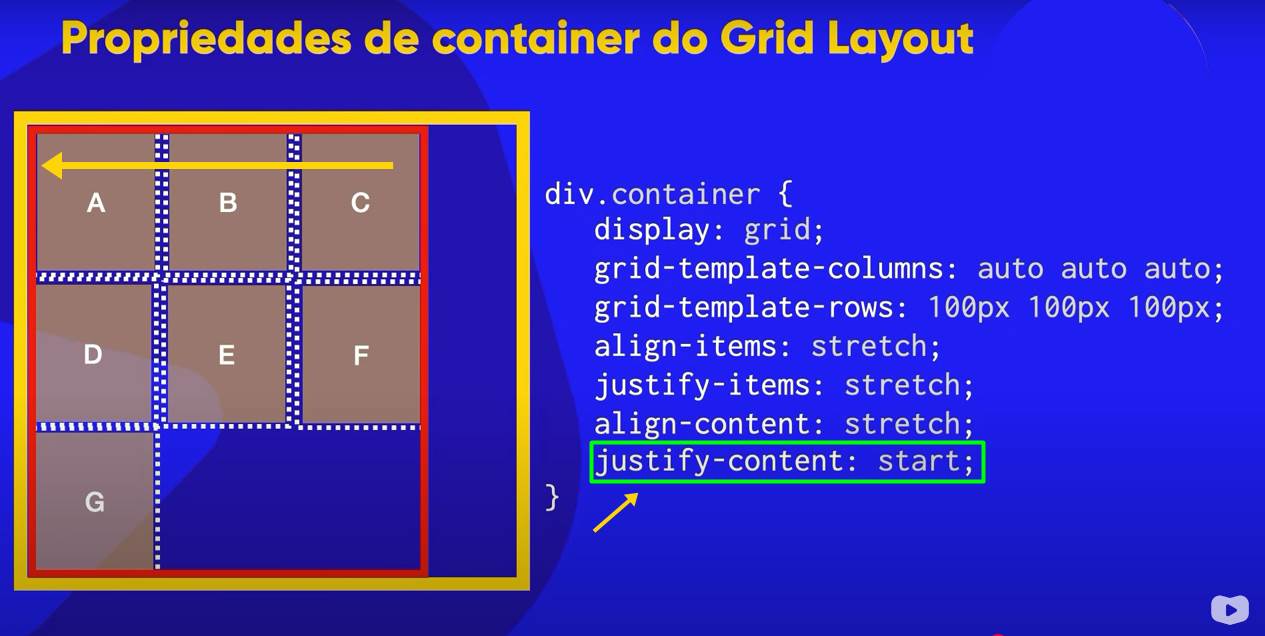 Propriedades de container do Grid Layout
A B C
D E F
G
div.container {
display: grid;
grid-template-columns: auto auto auto;
grid-template-rows: 100px 100px 100px;
align-items: stretch;
justify-items: stretch;
align-content: stretch;
justify-content: start;
}